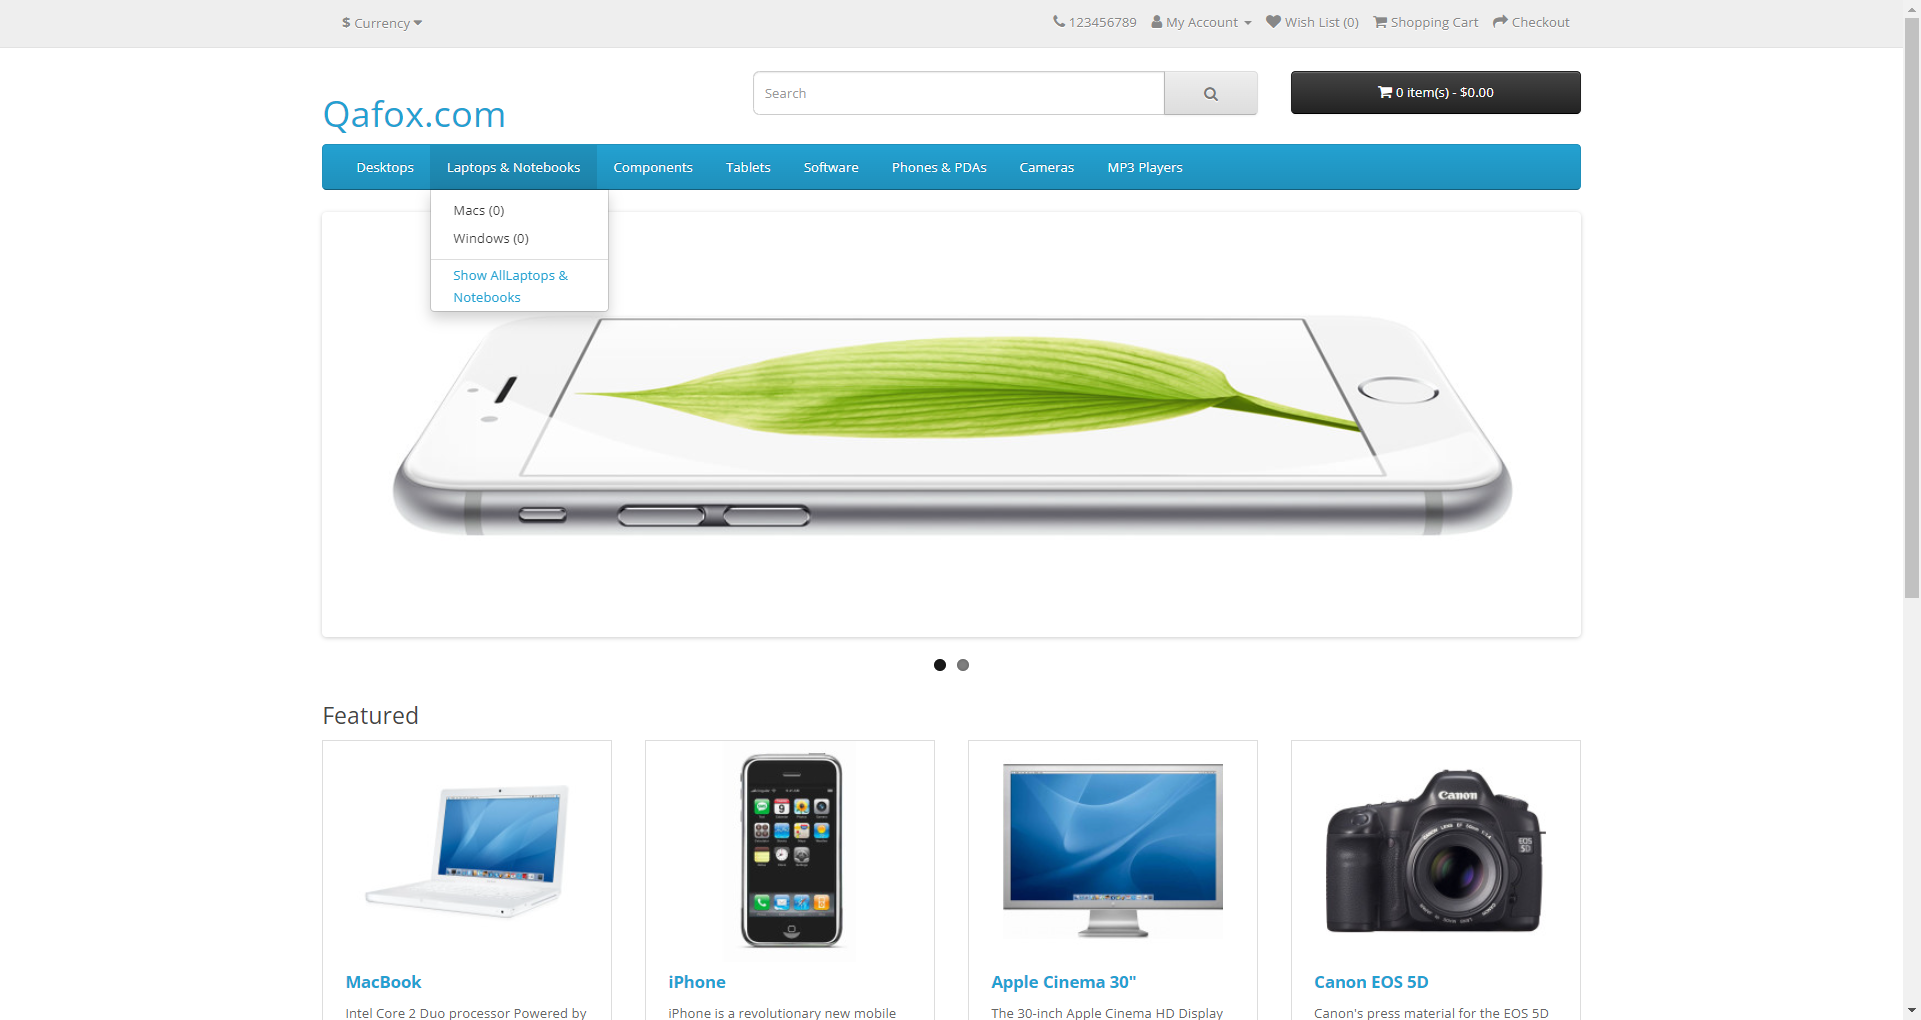 $ Currency
123456789 My Account Wish List (0) Shopping Cart Checkout
Qafox.com
Search
0 item(s) - $0.00
Desktops Laptops & Notebooks Components Tablets Software Phones & PDAs Cameras MP3 Players
Macs (0)
Windows (0)
Show AllLaptops &
Notebooks
Featured
Canon
EOS
5D
MacBook
iPhone
Apple Cinema 30"
Canon EOS 5D
Intel Core 2 Duo processor Powered by
iPhone is a revolutionary new mobile
The 30-inch Apple Cinema HD Display
Canon's press material for the EOS 5D